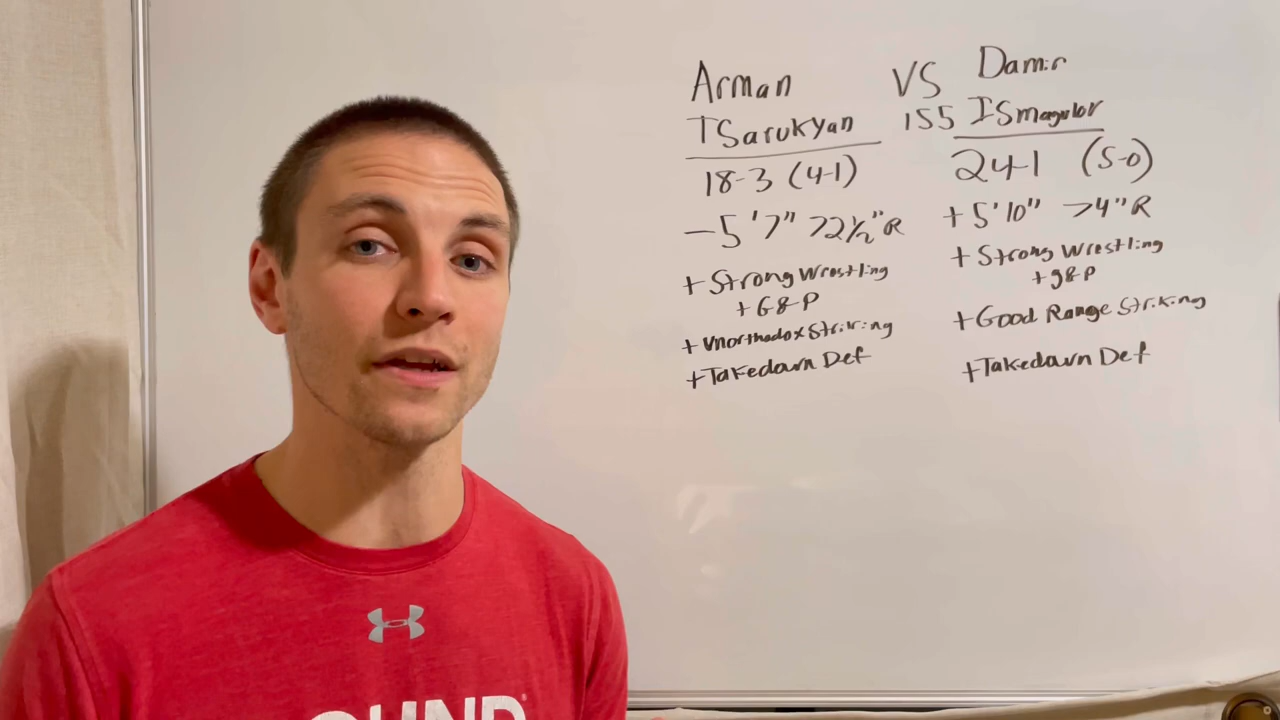 Arman VS Damir
TSarukyan 155 ISmagulov
18-3 (4-1) 24-1 (5-0)
- 5'7" 72½" R + 5'10" 74" R
+ Strong Wrestling + Strong Wrestling
+ G&P + g&P
+ Unorthodox Striking + Good Range Striking
+ Takedown Def + Takedown Def